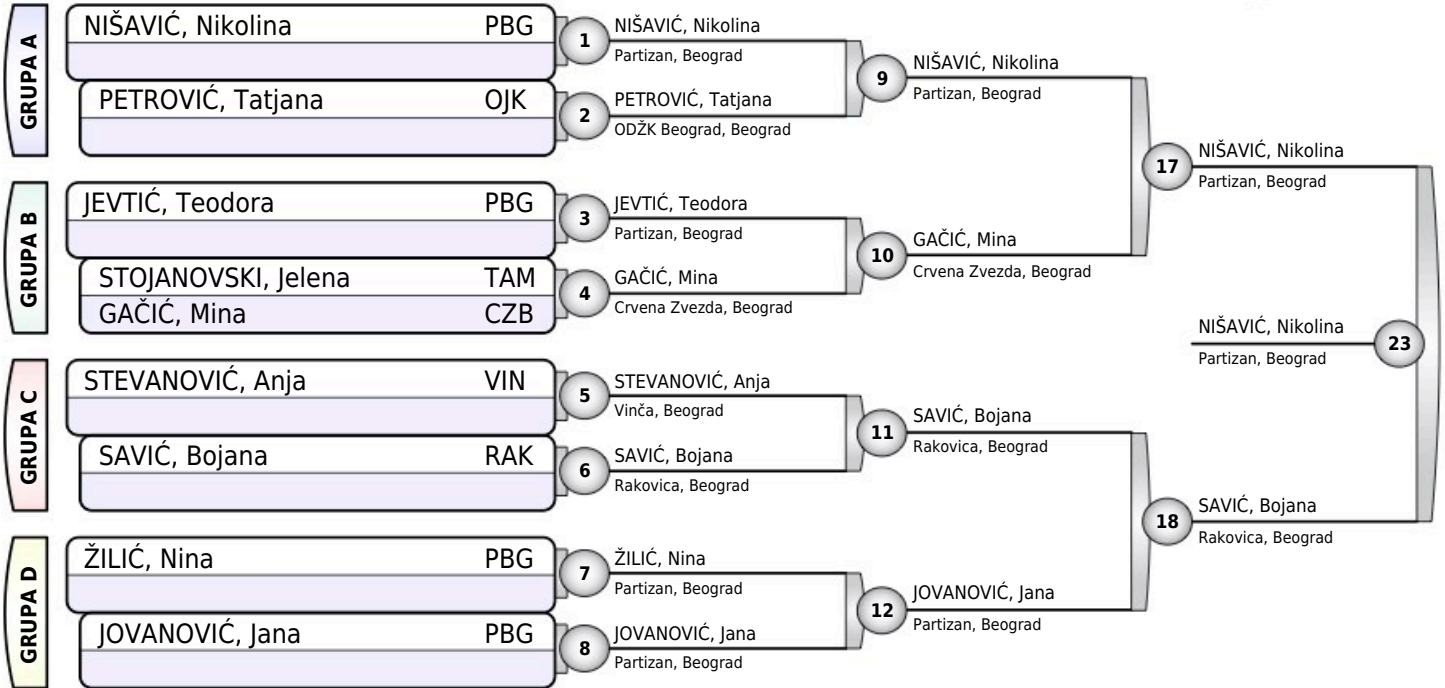 GRUPA A
NIŠAVIĆ, Nikolina PBG
PETROVIĆ, Tatjana OJK
GRUPA B
JEVTIĆ, Teodora PBG
STOJANOVSKI, Jelena TAM
GAČIĆ, Mina CZB
GRUPA C
STEVANOVIĆ, Anja VIN
SAVIĆ, Bojana RAK
GRUPA D
ŽILIĆ, Nina PBG
JOVANOVIĆ, Jana PBG
1
NIŠAVIĆ, Nikolina
Partizan, Beograd
2
PETROVIĆ, Tatjana
ODŽK Beograd, Beograd
3
JEVTIĆ, Teodora
Partizan, Beograd
4
GAČIĆ, Mina
Crvena Zvezda, Beograd
5
STEVANOVIĆ, Anja
Vinča, Beograd
6
SAVIĆ, Bojana
Rakovica, Beograd
7
ŽILIĆ, Nina
Partizan, Beograd
8
JOVANOVIĆ, Jana
Partizan, Beograd
9
NIŠAVIĆ, Nikolina
Partizan, Beograd
10
GAČIĆ, Mina
Crvena Zvezda, Beograd
11
SAVIĆ, Bojana
Rakovica, Beograd
12
JOVANOVIĆ, Jana
Partizan, Beograd
17
NIŠAVIĆ, Nikolina
Partizan, Beograd
18
SAVIĆ, Bojana
Rakovica, Beograd
NIŠAVIĆ, Nikolina
Partizan, Beograd
23